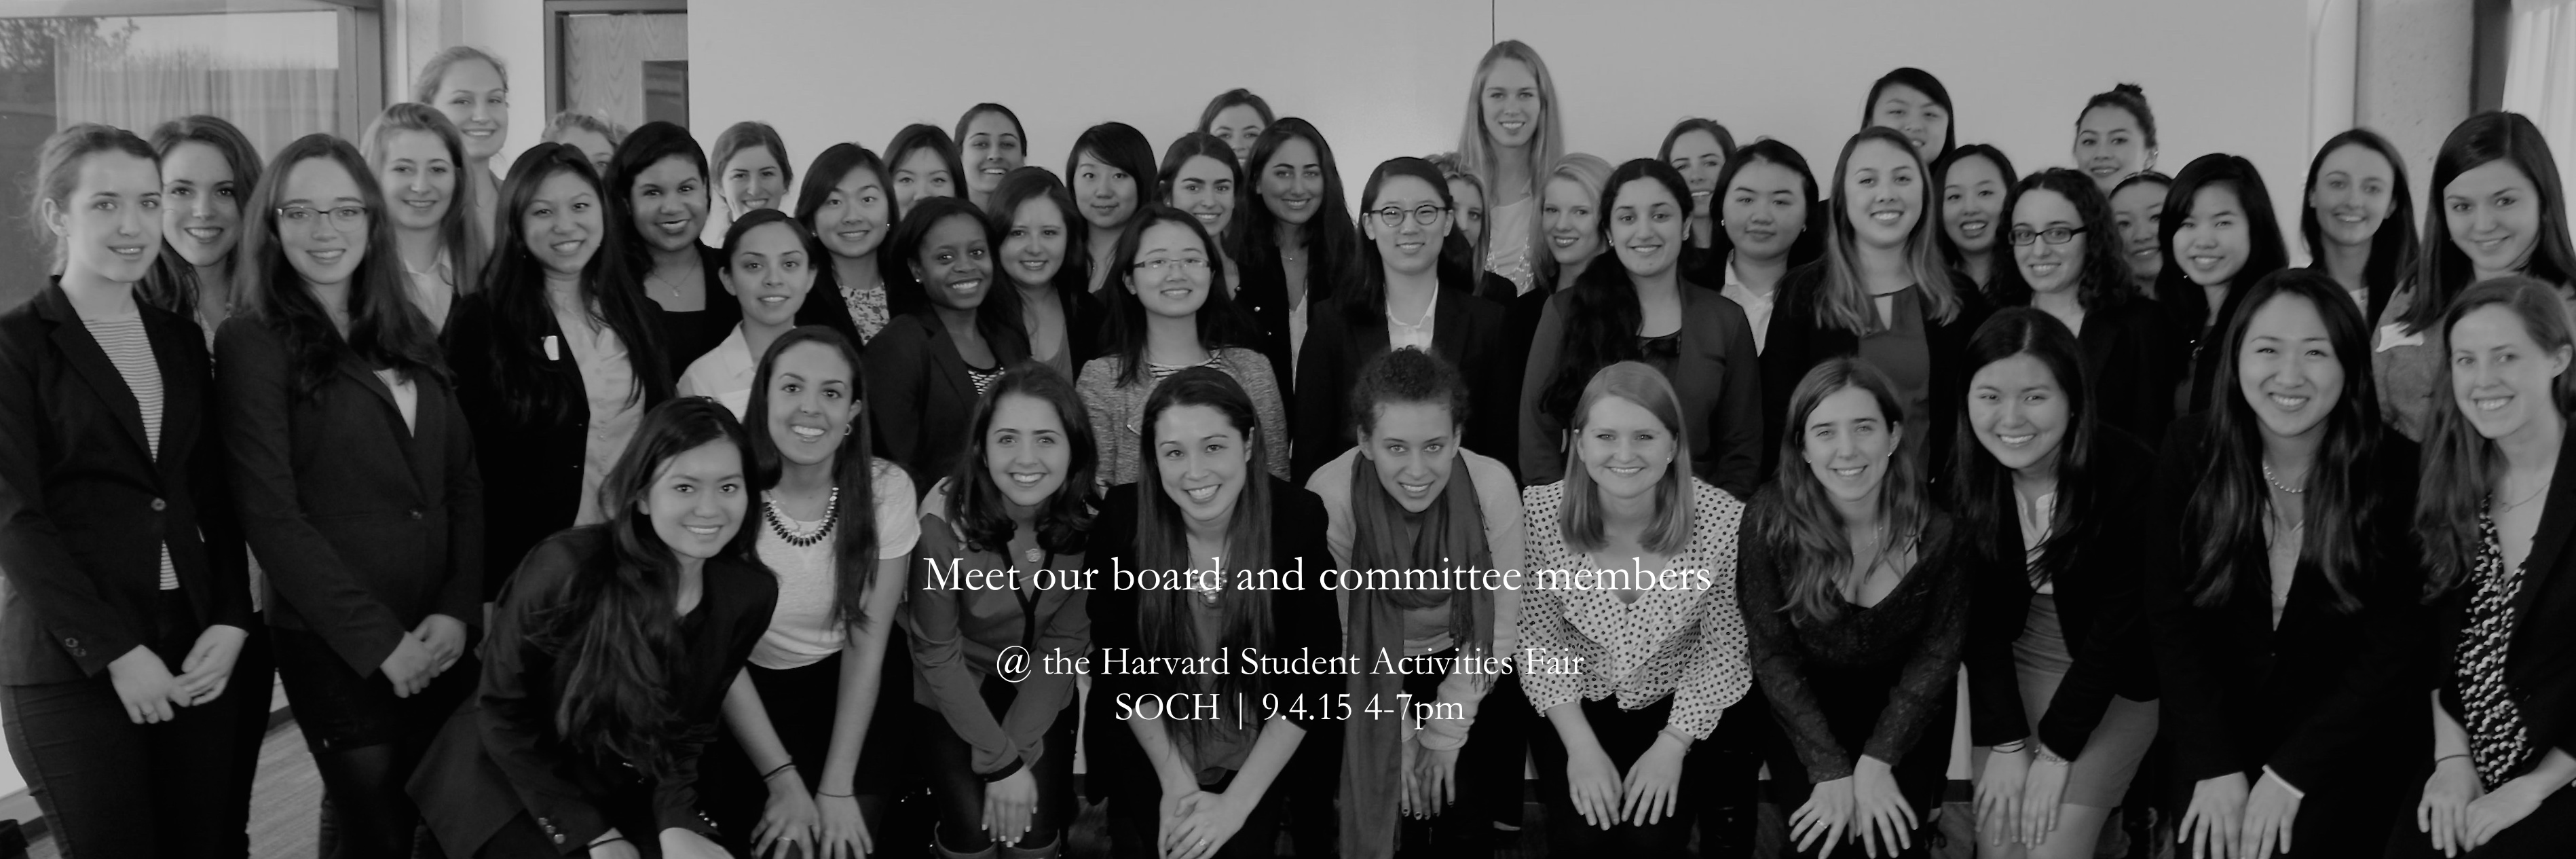 Meet our board and committee members
@ the Harvard Student Activities Fair
SOCH | 9.4.15 4-7pm